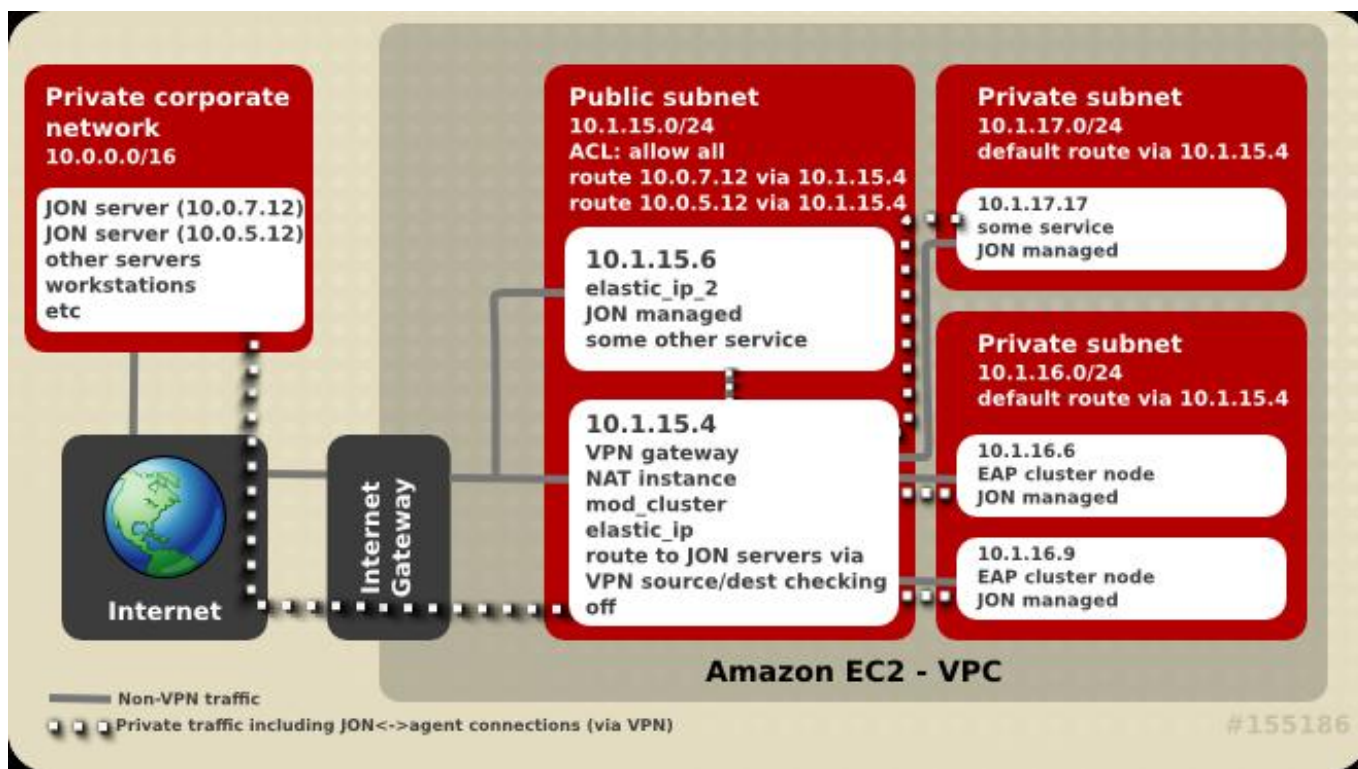 Private corporate
network
10.0.0.0/16
JON server (10.0.7.12)
JON server (10.0.5.12)
other servers
workstations
etc
Internet
Internet
Gateway
Public subnet
10.1.15.0/24
ACL: allow all
route 10.0.7.12 via 10.1.15.4
route 10.0.5.12 via 10.1.15.4
10.1.15.6
elastic_ip_2
JON managed
some other service
10.1.15.4
VPN gateway
NAT instance
mod_cluster
elastic_ip
route to JON servers via
VPN source/dest checking
off
Private subnet
10.1.17.0/24
default route via 10.1.15.4
10.1.17.17
some service
JON managed
Private subnet
10.1.16.0/24
default route via 10.1.15.4
10.1.16.6
EAP cluster node
JON managed
10.1.16.9
EAP cluster node
JON managed
Amazon EC2 - VPC
Non-VPN traffic
Private traffic including JON<->agent connections (via VPN)
#155186